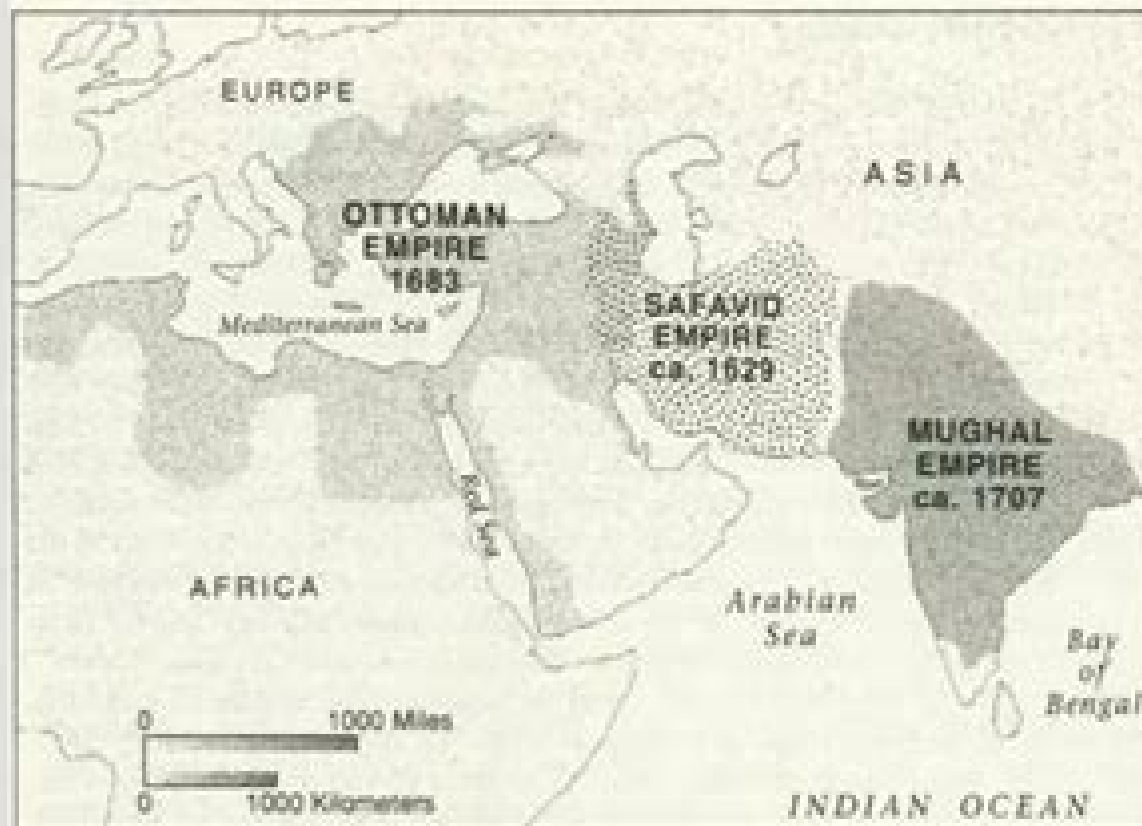 EUROPE
ASIA
OTTOMAN
EMPIRE
1683
Mediterranean Sea
SAFAVID
EMPIRE
ca. 1629
MUGHAL
EMPIRE
ca. 1707
Red Sea
AFRICA
Arabian
Sea
Bay
of
Bengal
0 1000 Miles
0 1000 Kilometers
INDIAN OCEAN